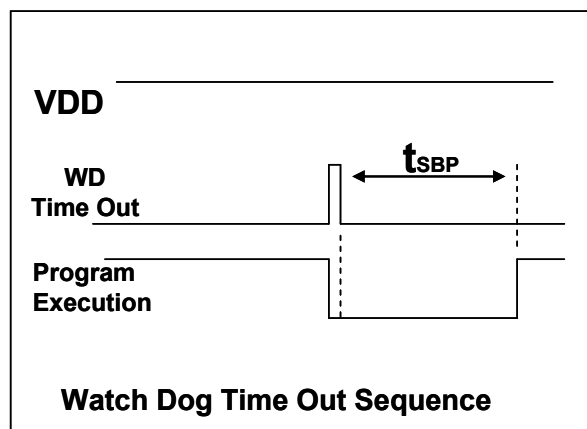 VDD
WD
Time Out
tSBP
Program
Execution
Watch Dog Time Out Sequence